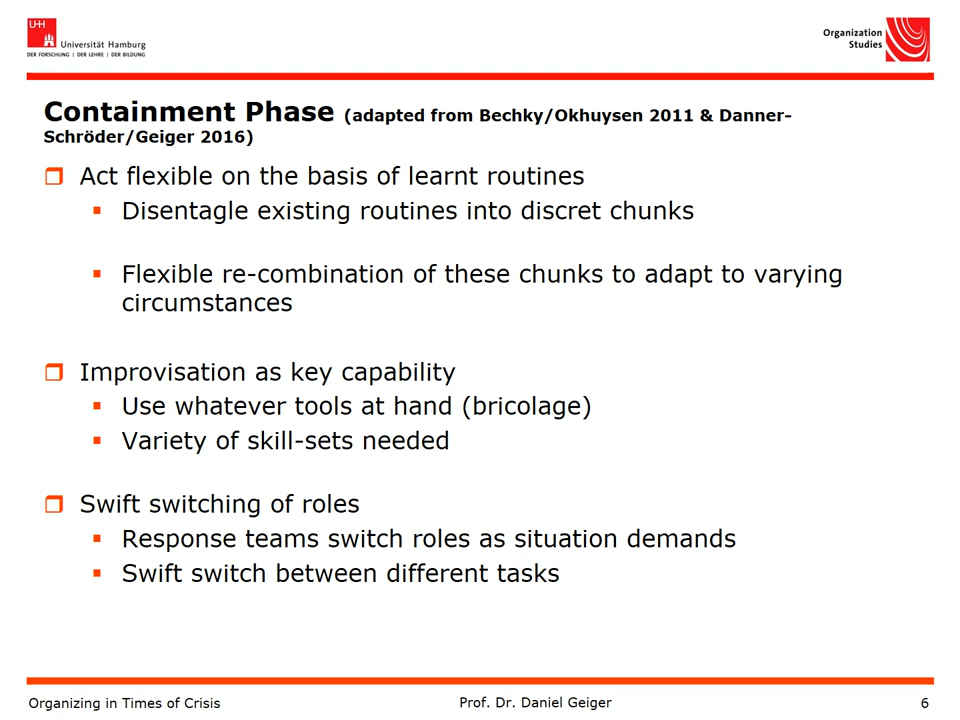 UHH
Universität Hamburg
DER FORSCHUNG | DER LEHRE | DER BILDUNG
Organization
Studies
Containment Phase (adapted from Bechky/Okhuysen 2011 & Danner-
Schröder/Geiger 2016)
Act flexible on the basis of learnt routines
Disentagle existing routines into discret chunks
Flexible re-combination of these chunks to adapt to varying
circumstances
Improvisation as key capability
Use whatever tools at hand (bricolage)
Variety of skill-sets needed
Swift switching of roles
Response teams switch roles as situation demands
Swift switch between different tasks
Organizing in Times of Crisis
Prof. Dr. Daniel Geiger
6